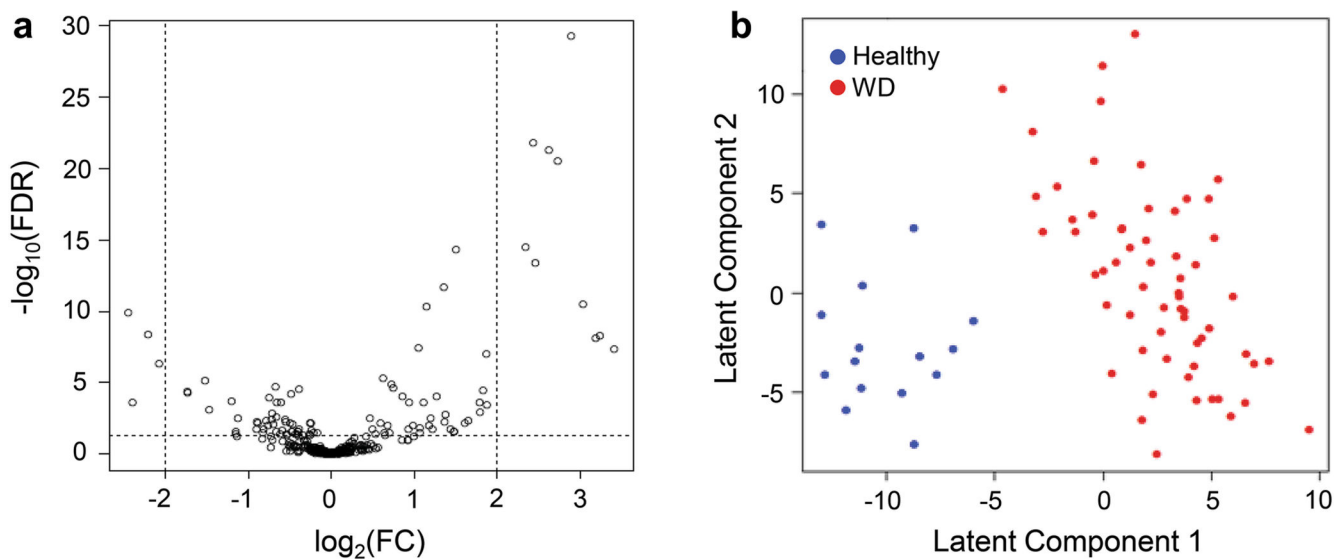 a
30
25
20
15
10
5
0
-log10(FDR)
-2 -1 0 1 2 3
log2(FC)
b
Healthy
WD
10
5
0
-5
Latent Component 2
-10 -5 0 5 10
Latent Component 1